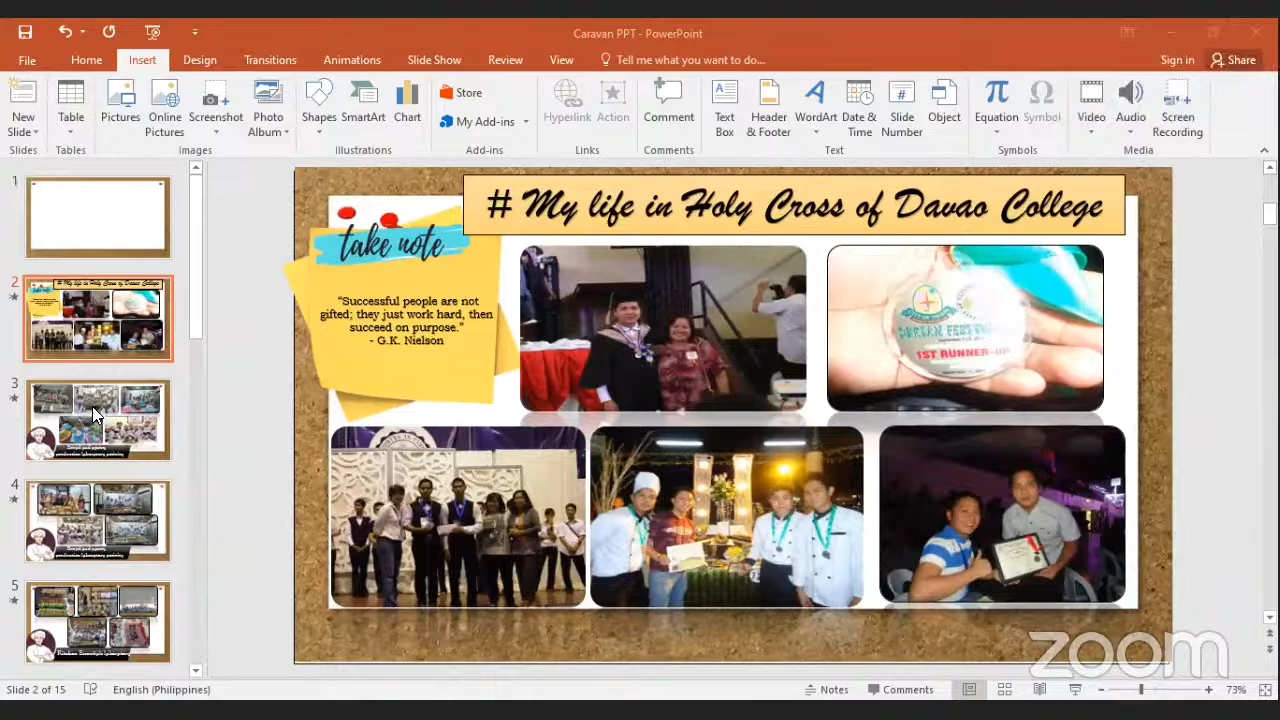 Caravan PPT - PowerPoint
File Home Insert Design Transitions Animations Slide Show Review View Tell me what you want to do... Sign in Share
New Slide
Table
Pictures
Online Pictures
Screenshot
Photo Album
Shapes
SmartArt
Chart
Store
My Add-ins
Hyperlink
Action
Comment
Text Box
Header & Footer
WordArt
Date & Time
Slide Number
Object
Equation
Symbol
Video
Audio
Screen Recording
Slides Tables Images Illustrations Add-ins Links Comments Text Symbols Media
1
2
3
4
5
# My life in Holy Cross of Davao College
take note
"Successful people are not
gifted; they just work hard, then
succeed on purpose."
- G.K. Nielson
1ST RUNNER-UP
zoom
Slide 2 of 15 English (Philippines) Notes Comments 73%